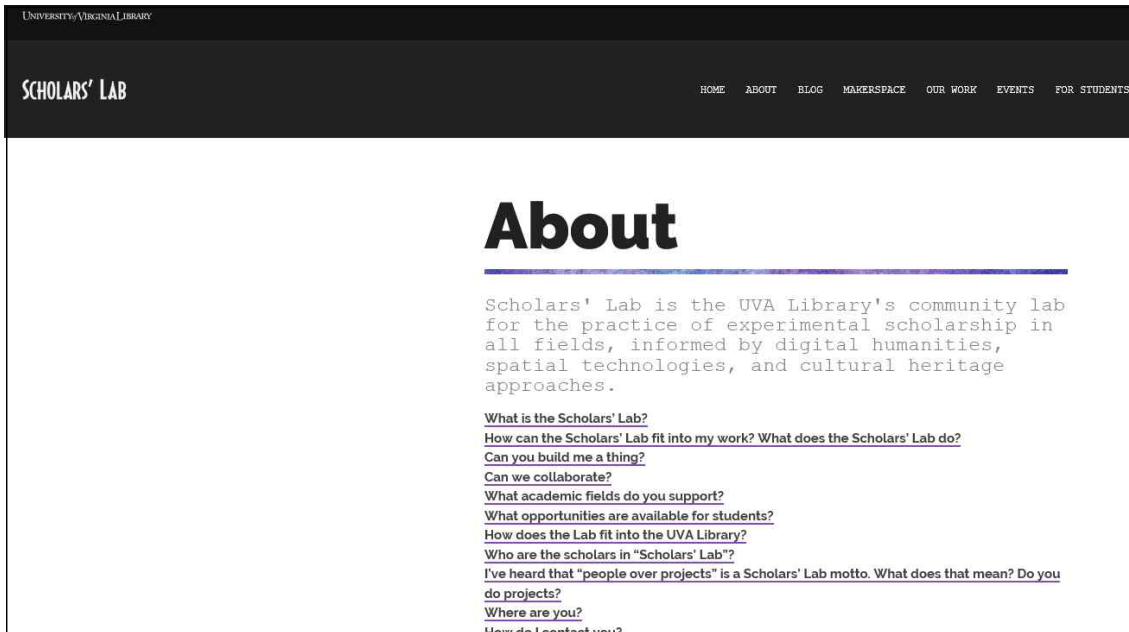 University of Virginia Library
Scholars' Lab
HOME ABOUT BLOG MAKERSPACE OUR WORK EVENTS FOR STUDENTS
About
Scholars' Lab is the UVA Library's community lab
for the practice of experimental scholarship in
all fields, informed by digital humanities,
spatial technologies, and cultural heritage
approaches.
What is the Scholars’ Lab?
How can the Scholars’ Lab fit into my work? What does the Scholars’ Lab do?
Can you build me a thing?
Can we collaborate?
What academic fields do you support?
What opportunities are available for students?
How does the Lab fit into the UVA Library?
Who are the scholars in “Scholars’ Lab”?
I’ve heard that “people over projects” is a Scholars’ Lab motto. What does that mean? Do you
do projects?
Where are you?
How do I contact you?